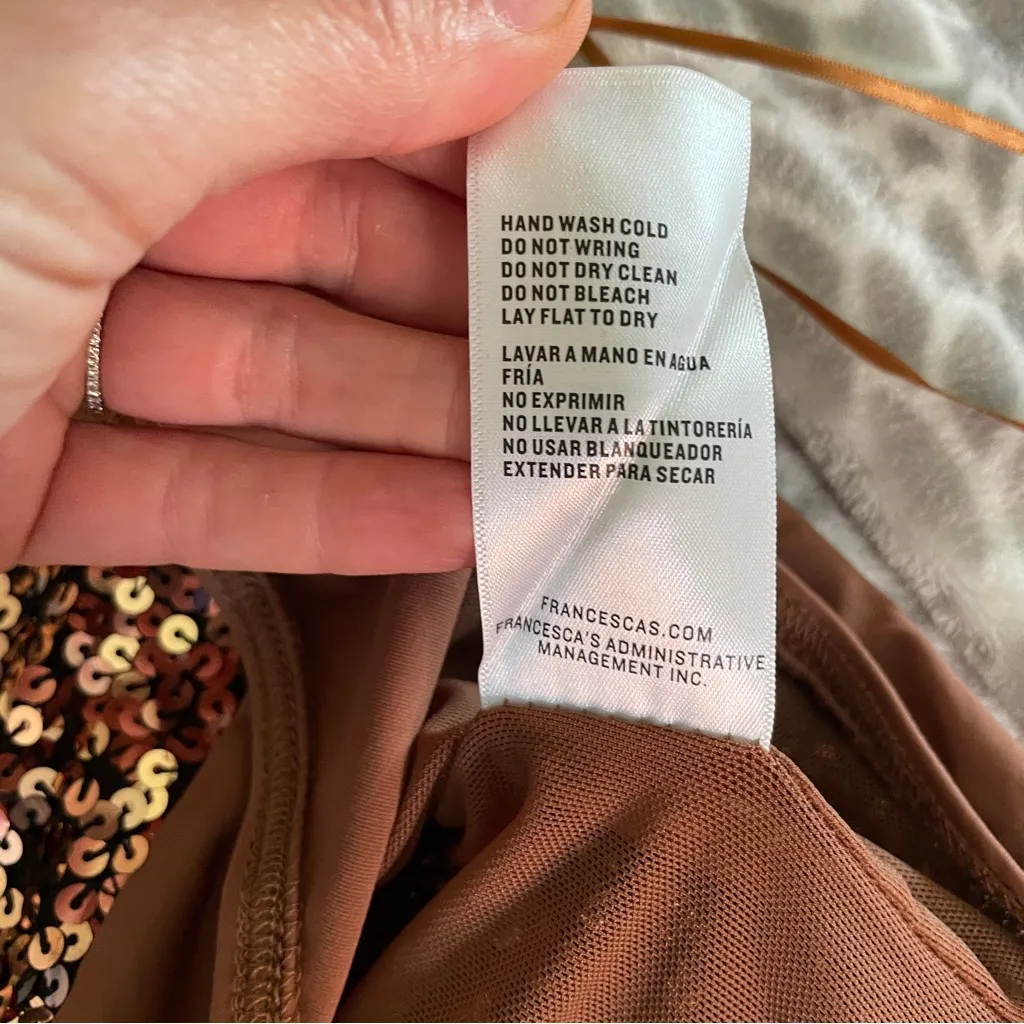 HAND WASH COLD
DO NOT WRING
DO NOT DRY CLEAN
DO NOT BLEACH
LAY FLAT TO DRY
LAVAR A MANO EN AGUA
FRÍA
NO EXPRIMIR
NO LLEVAR A LA TINTORERÍA
NO USAR BLANQUEADOR
EXTENDER PARA SECAR
FRANCESCAS.COM
FRANCESCA'S ADMINISTRATIVE
MANAGEMENT INC.